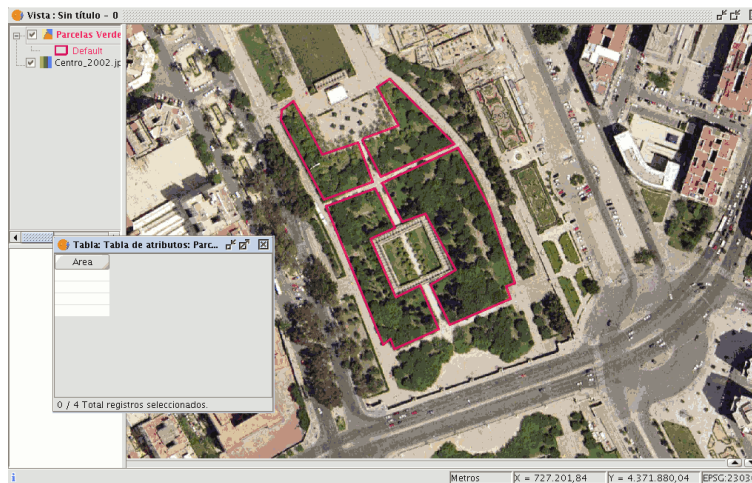 Vista : Sin título - 0
Parcelas Verde
Default
Centro_2002.jp
Tabla: Tabla de atributos: Parc...
Area
0 / 4 Total registros seleccionados.
Metros
X = 727.201,84
Y = 4.371.880,04
EPSG:2303